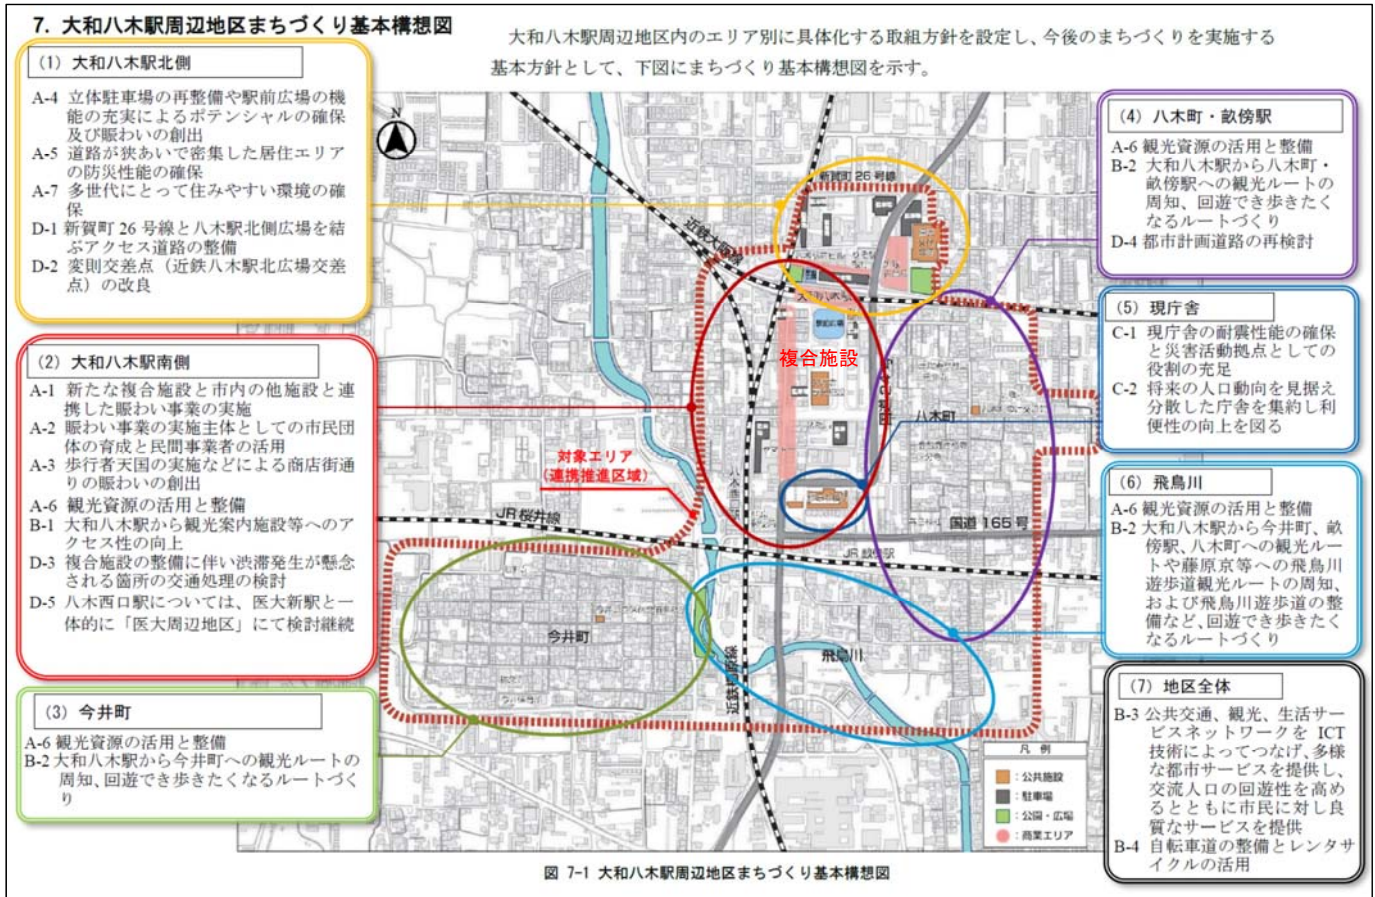 7. 大和八木駅周辺地区まちづくり基本構想図
大和八木駅周辺地区内のエリア別に具体化する取組方針を設定し、今後のまちづくりを実施する
基本方針として、下図にまちづくり基本構想図を示す。
(1) 大和八木駅北側
A-4 立体駐車場の再整備や駅前広場の機
能の充実によるポテンシャルの確保
及び賑わいの創出
A-5 道路が狭あいで密集した居住エリア
の防災性能の確保
A-7 多世代にとって住みやすい環境の確
保
D-1 新賀町 26 号線と八木駅北側広場を結
ぶアクセス道路の整備
D-2 変則交差点（近鉄八木駅北広場交差
点）の改良
(2) 大和八木駅南側
A-1 新たな複合施設と市内の他施設と連
携した賑わい事業の実施
A-2 賑わい事業の実施主体としての市民団
体の育成と民間事業者の活用
A-3 歩行者天国の実施などによる商店街通
りの賑わいの創出
A-6 観光資源の活用と整備
B-1 大和八木駅から観光案内施設等へのア
クセス性の向上
D-3 複合施設の整備に伴い渋滞発生が懸念
される箇所の交通処理の検討
D-5 八木西口駅については、医大新駅と一
体的に「医大周辺地区」にて検討継続
(3) 今井町
A-6 観光資源の活用と整備
B-2 大和八木駅から今井町への観光ルートの
周知、回遊でき歩きたくなるルートづく
り
(4) 八木町・畝傍駅
A-6 観光資源の活用と整備
B-2 大和八木駅から八木町・
畝傍駅への観光ルートの
周知、回遊でき歩きたく
なるルートづくり
D-4 都市計画道路の再検討
(5) 現庁舎
C-1 現庁舎の耐震性能の確保
と災害活動拠点としての
役割の充足
C-2 将来の人口動向を見据え
分散した庁舎を集約し利
便性の向上を図る
(6) 飛鳥川
A-6 観光資源の活用と整備
B-2 大和八木駅から今井町、畝
傍駅、八木町への観光ルー
トや藤原京等への飛鳥川
遊歩道観光ルートの周知、
および飛鳥川遊歩道の整
備など、回遊でき歩きたく
なるルートづくり
(7) 地区全体
B-3 公共交通、観光、生活サー
ビスネットワークを ICT
技術によってつなげ、多様
な都市サービスを提供し、
交流人口の回遊性を高め
るとともに市民に対し良
質なサービスを提供
B-4 自転車道の整備とレンタサ
イクルの活用
N
新賀町 26 号線
近鉄大阪線
複合施設
八木町
対象エリア
(連携推進区域)
JR 桜井線
国道 165 号
JR 畝傍駅
今井町
近鉄橿原線
飛鳥川
凡 例
：公共施設
：駐車場
：公園・広場
：商業エリア
図 7-1 大和八木駅周辺地区まちづくり基本構想図